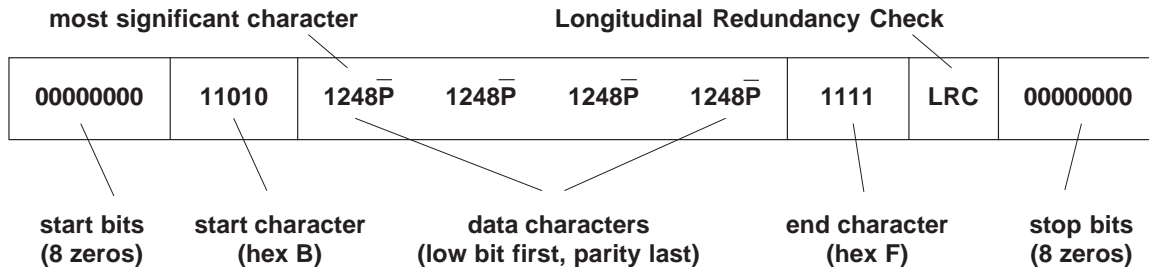 most significant character Longitudinal Redundancy Check
00000000 11010 1248P̅ 1248P̅ 1248P̅ 1248P̅ 1111 LRC 00000000
start bits start character data characters end character stop bits
(8 zeros) (hex B) (low bit first, parity last) (hex F) (8 zeros)